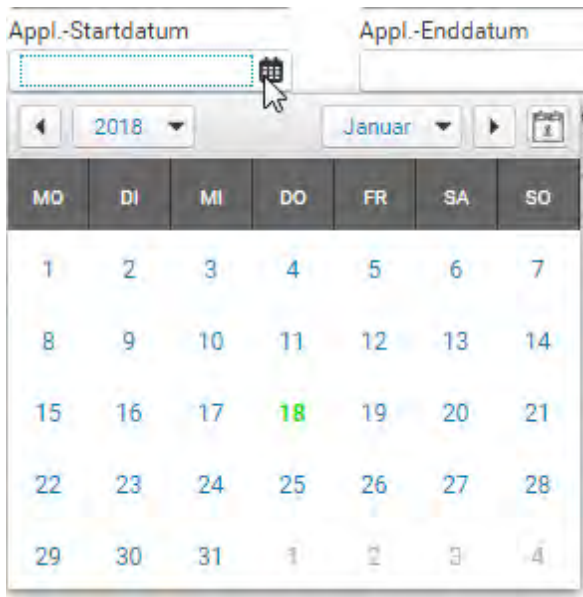 Appl.-Startdatum Appl.-Enddatum
2018 Januar
MO DI MI DO FR SA SO
1 2 3 4 5 6 7
8 9 10 11 12 13 14
15 16 17 18 19 20 21
22 23 24 25 26 27 28
29 30 31 1 2 3 4